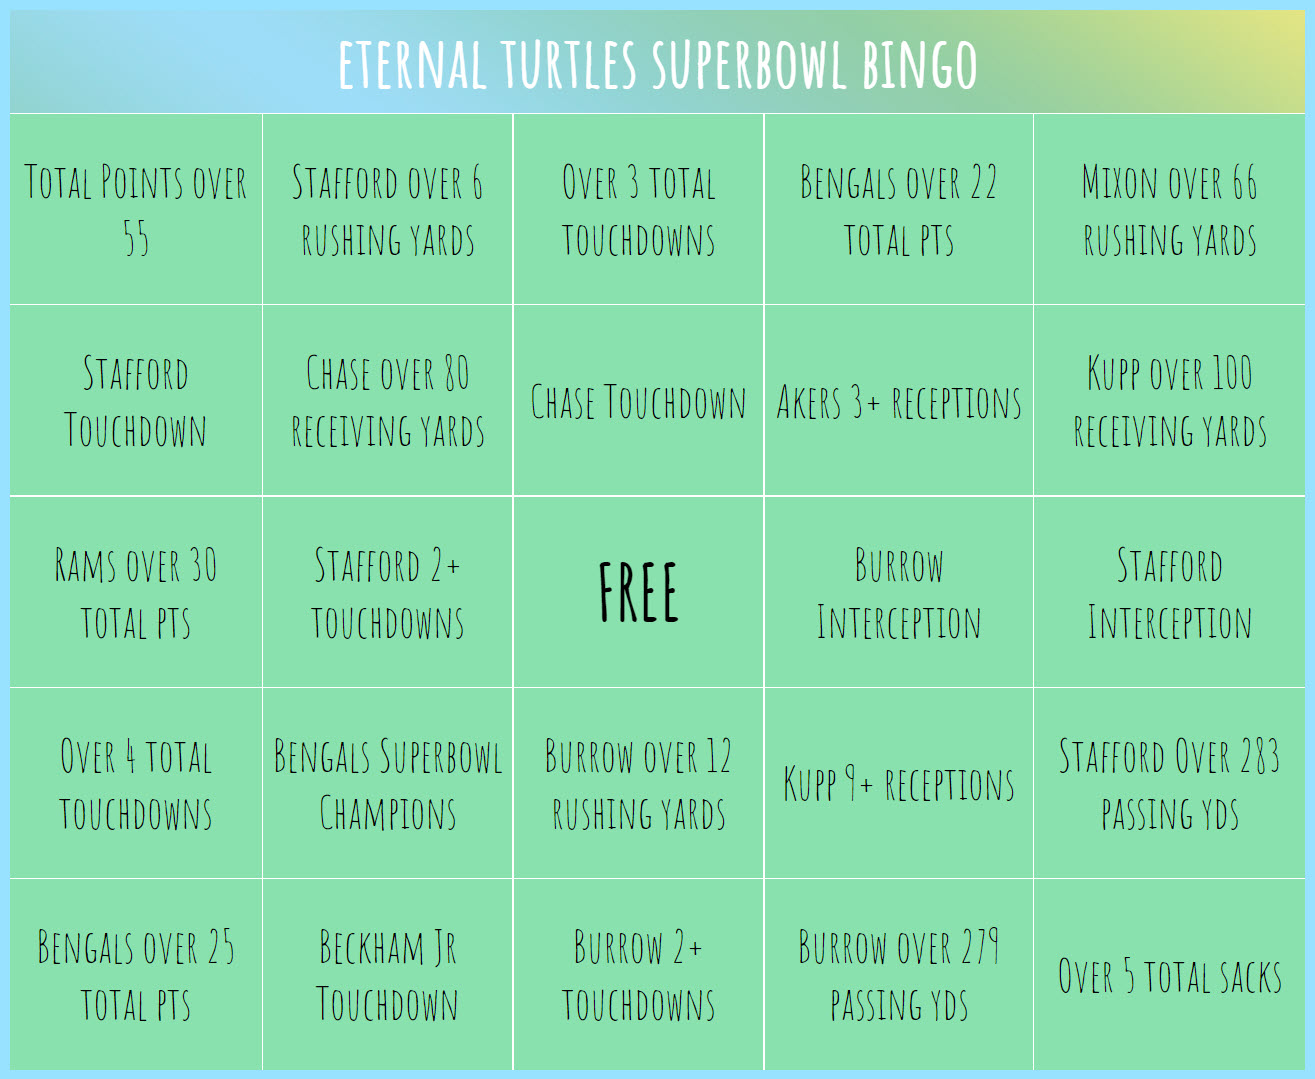 ETERNAL TURTLES SUPERBOWL BINGO
Total Points over
55
Stafford over 6
rushing yards
Over 3 total
touchdowns
Bengals over 22
total pts
Mixon over 66
rushing yards
Stafford
Touchdown
Chase over 80
receiving yards
Chase Touchdown
Akers 3+ receptions
Kupp over 100
receiving yards
Rams over 30
total pts
Stafford 2+
touchdowns
FREE
Burrow
Interception
Stafford
Interception
Over 4 total
touchdowns
Bengals Superbowl
Champions
Burrow over 12
rushing yards
Kupp 9+ receptions
Stafford Over 283
passing yds
Bengals over 25
total pts
Beckham Jr
Touchdown
Burrow 2+
touchdowns
Burrow over 279
passing yds
Over 5 total sacks